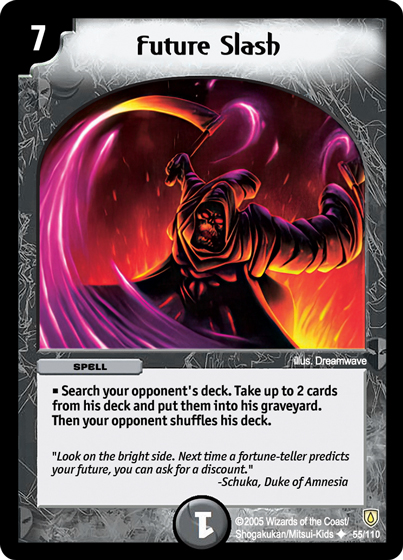 7
Future Slash
illus. Dreamwave
SPELL
▪ Search your opponent's deck. Take up to 2 cards
from his deck and put them into his graveyard.
Then your opponent shuffles his deck.
"Look on the bright side. Next time a fortune-teller predicts
your future, you can ask for a discount."
-Schuka, Duke of Amnesia
1
©2005 Wizards of the Coast/
Shogakukan/Mitsui-Kids ✦ 55/110